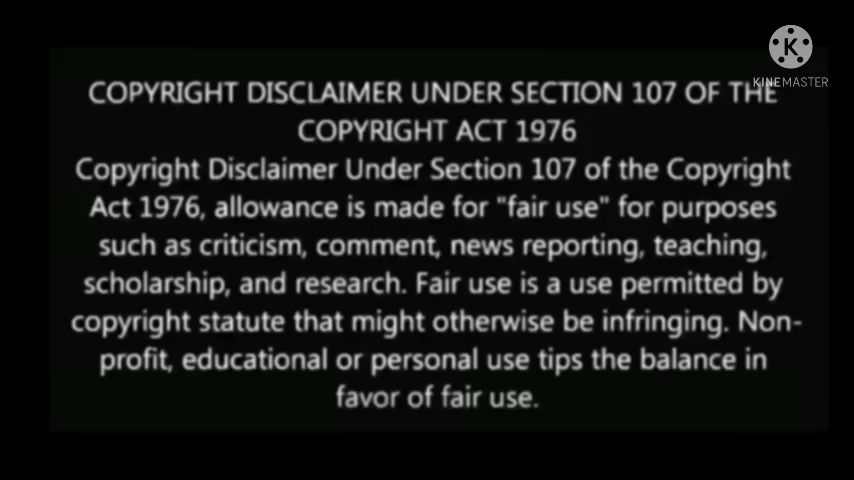 K
KINEMASTER
COPYRIGHT DISCLAIMER UNDER SECTION 107 OF THE
COPYRIGHT ACT 1976
Copyright Disclaimer Under Section 107 of the Copyright
Act 1976, allowance is made for "fair use" for purposes
such as criticism, comment, news reporting, teaching,
scholarship, and research. Fair use is a use permitted by
copyright statute that might otherwise be infringing. Non-
profit, educational or personal use tips the balance in
favor of fair use.